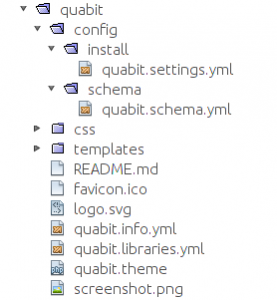 quabit
config
install
quabit.settings.yml
schema
quabit.schema.yml
css
templates
README.md
favicon.ico
logo.svg
quabit.info.yml
quabit.libraries.yml
quabit.theme
screenshot.png